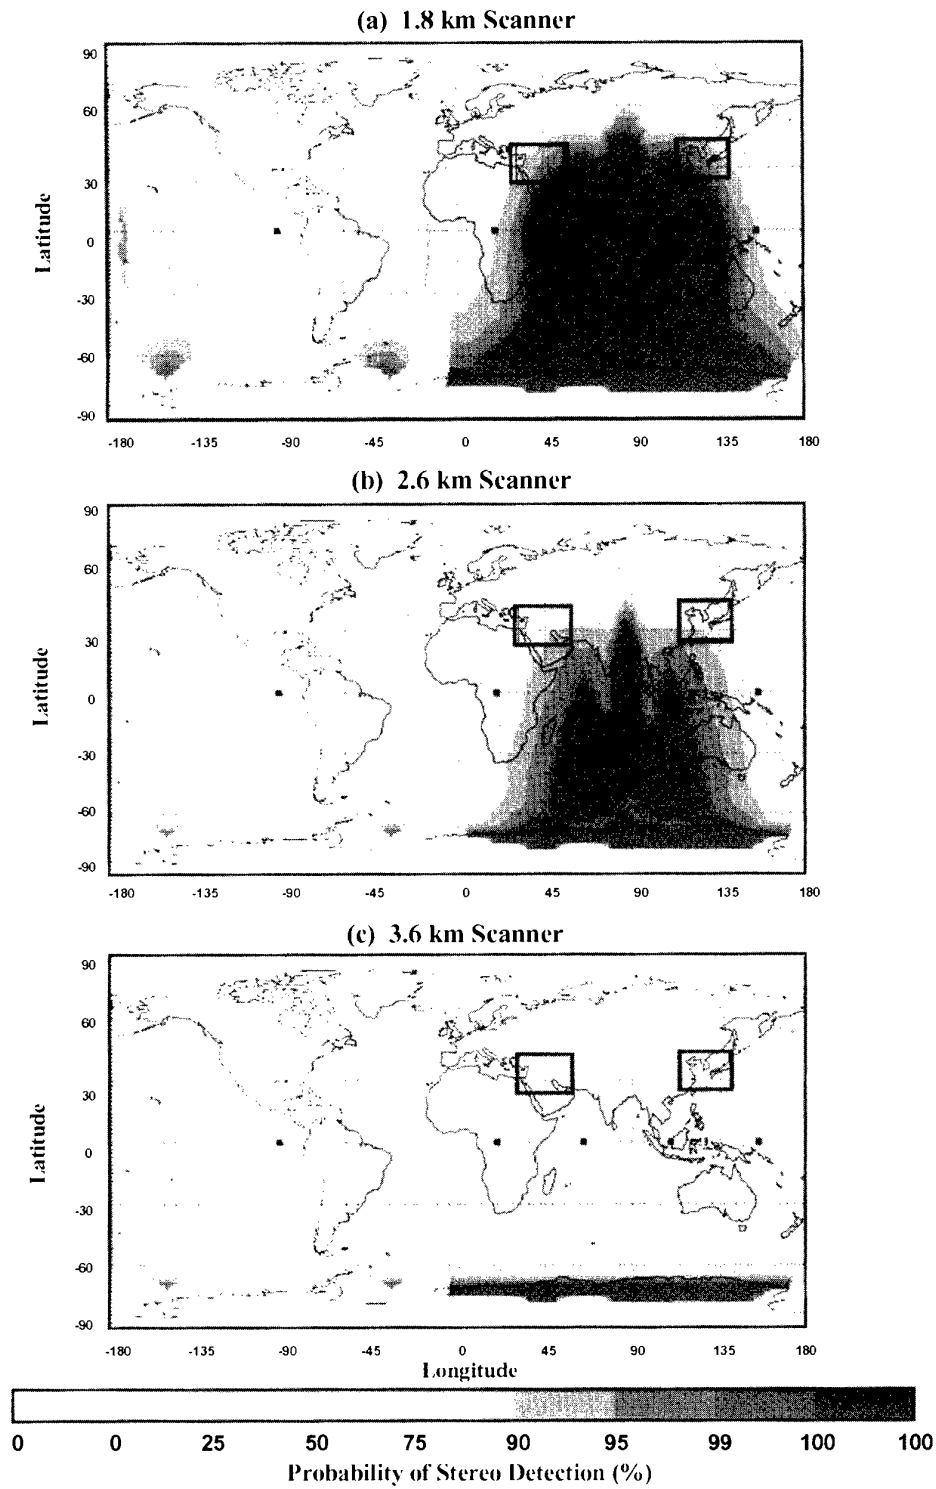 (a) 1.8 km Scanner
90
60
30
0
-30
-60
-90
Latitude
-180 -135 -90 -45 0 45 90 135 180
(b) 2.6 km Scanner
90
60
30
0
-30
-60
-90
Latitude
-180 -135 -90 -45 0 45 90 135 180
(c) 3.6 km Scanner
90
60
30
0
-30
-60
-90
Latitude
-180 -135 -90 -45 0 45 90 135 180
Longitude
0 0 25 50 75 90 95 99 100 100
Probability of Stereo Detection (%)